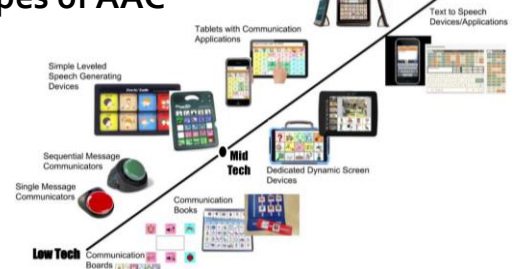 pes of AAC
Text to Speech
Devices/Applications
Tablets with Communication
Applications
Simple Leveled
Speech Generating
Devices
Mid
Tech
Dedicated Dynamic Screen
Devices
Sequential Message
Communicators
Single Message
Communicators
Communication
Books
Low Tech
Communication
Boards